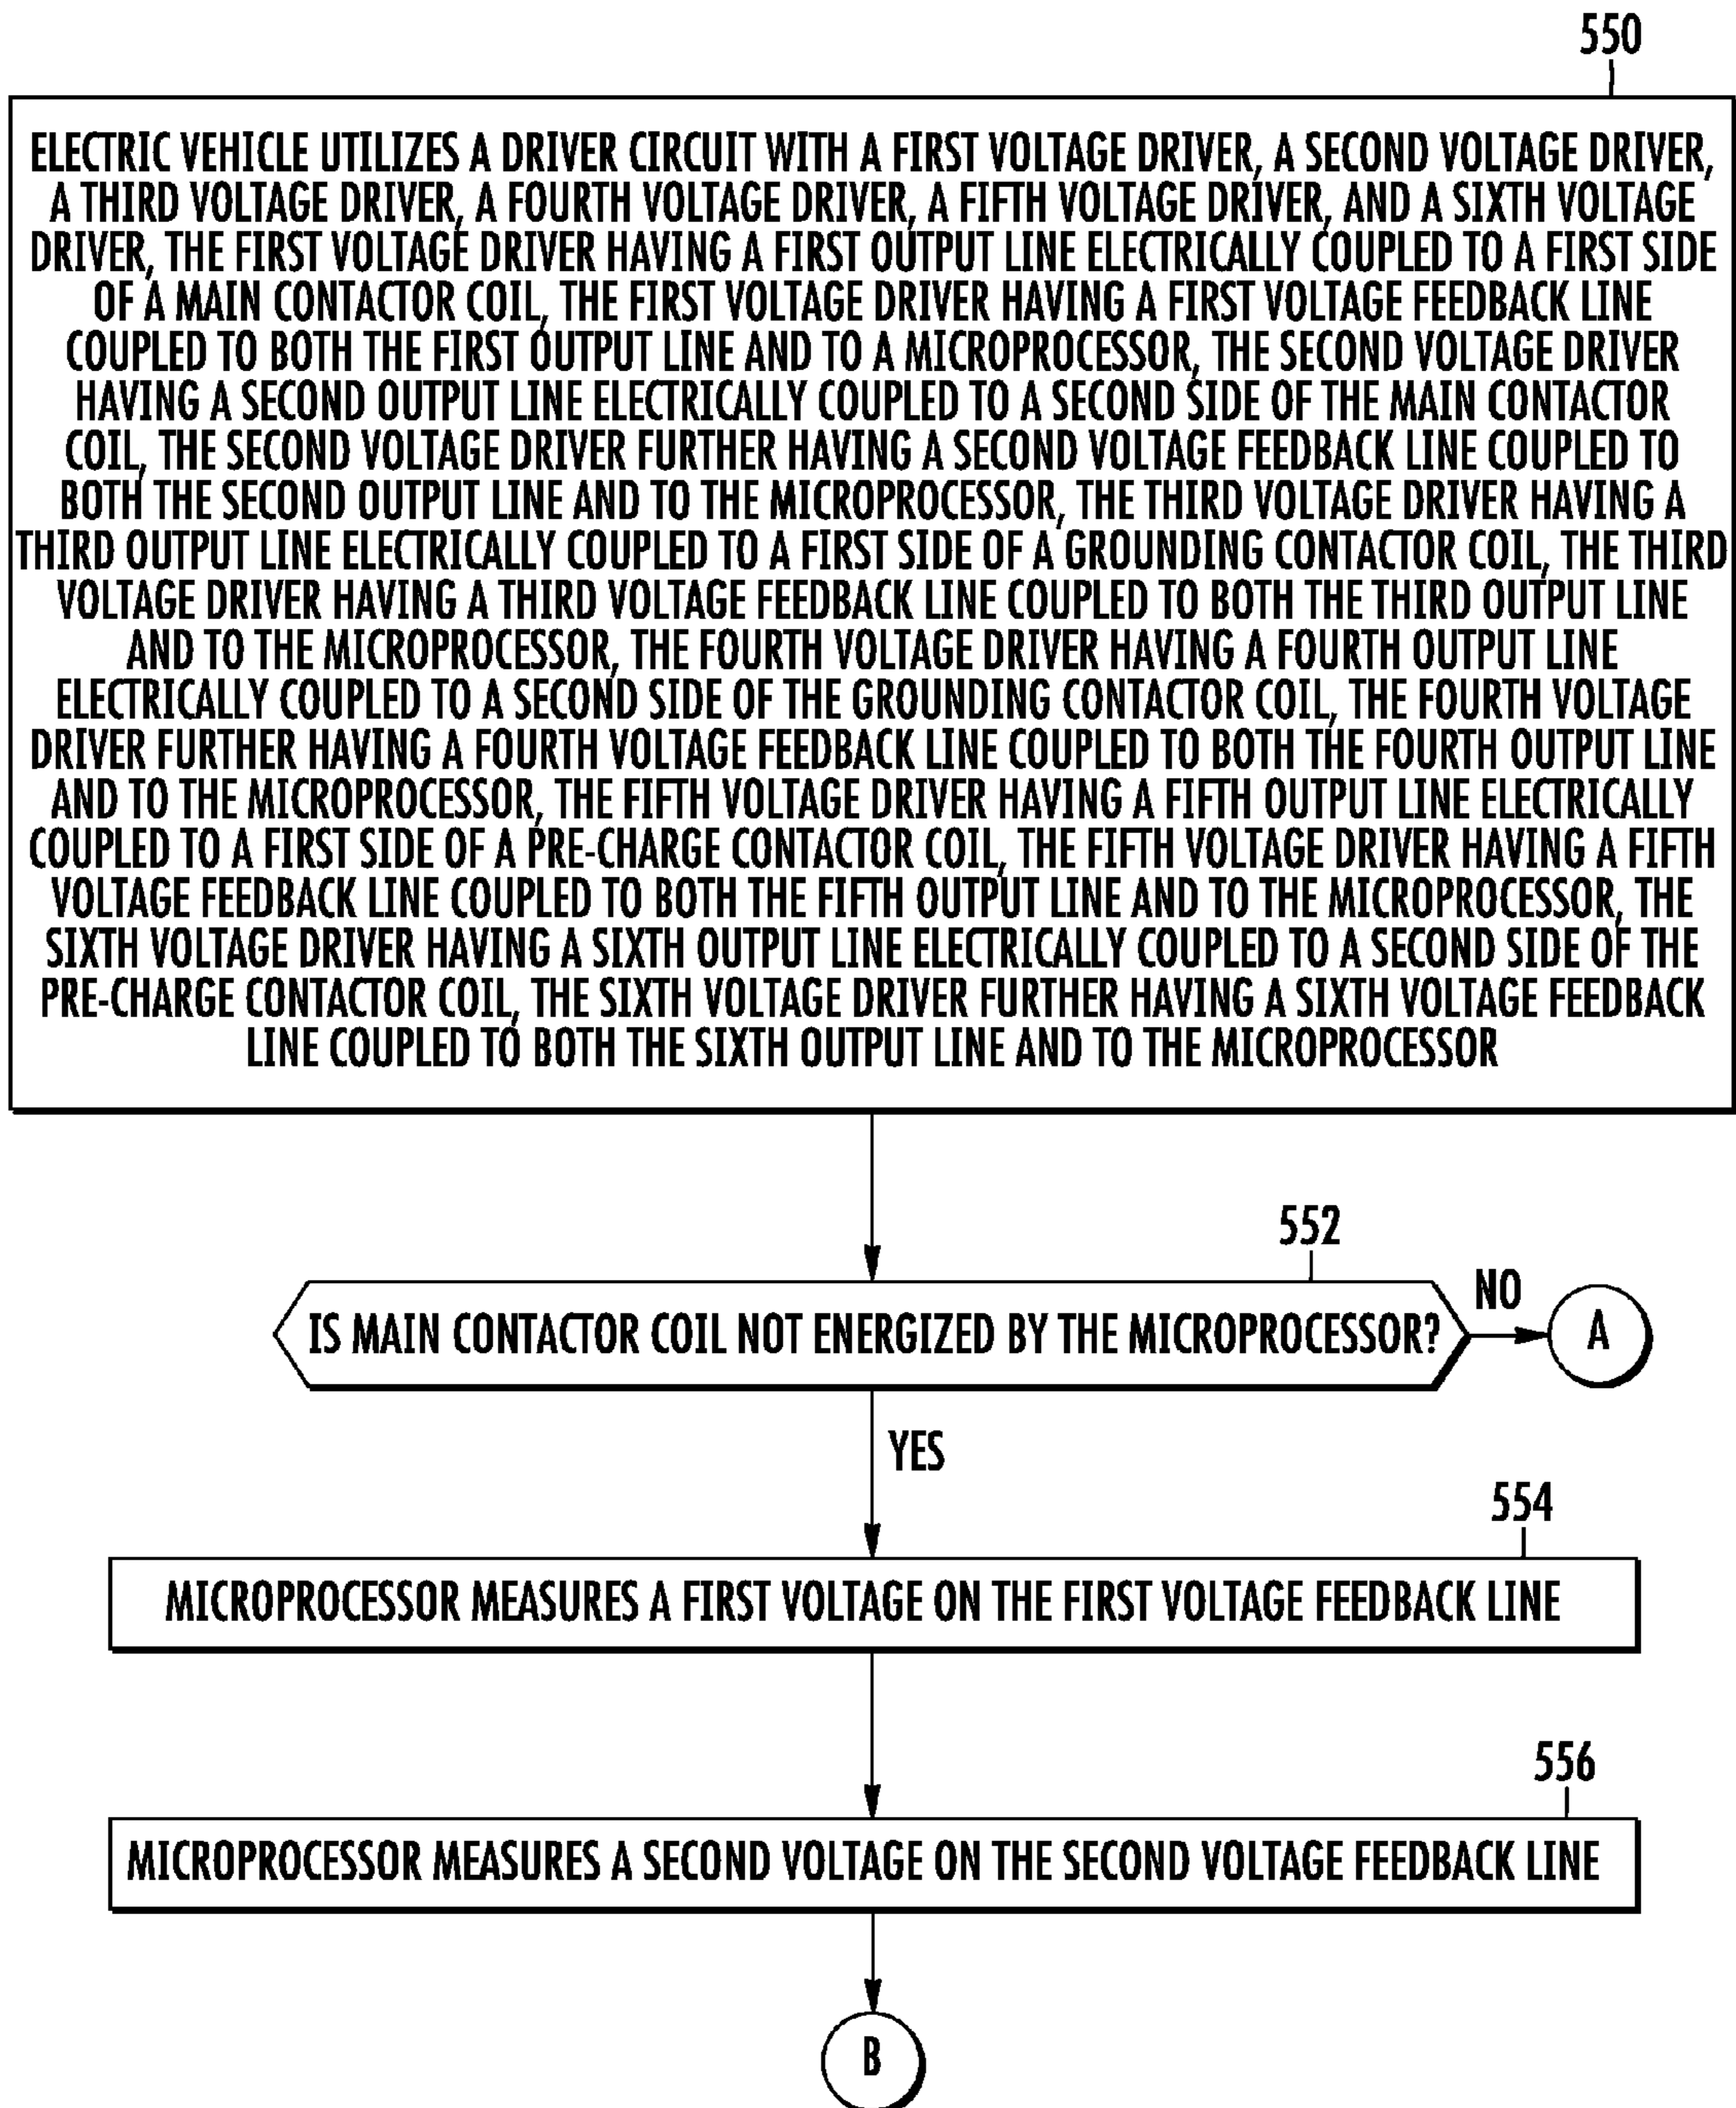 550
ELECTRIC VEHICLE UTILIZES A DRIVER CIRCUIT WITH A FIRST VOLTAGE DRIVER, A SECOND VOLTAGE DRIVER,
A THIRD VOLTAGE DRIVER, A FOURTH VOLTAGE DRIVER, A FIFTH VOLTAGE DRIVER, AND A SIXTH VOLTAGE
DRIVER, THE FIRST VOLTAGE DRIVER HAVING A FIRST OUTPUT LINE ELECTRICALLY COUPLED TO A FIRST SIDE
OF A MAIN CONTACTOR COIL, THE FIRST VOLTAGE DRIVER HAVING A FIRST VOLTAGE FEEDBACK LINE
COUPLED TO BOTH THE FIRST OUTPUT LINE AND TO A MICROPROCESSOR, THE SECOND VOLTAGE DRIVER
HAVING A SECOND OUTPUT LINE ELECTRICALLY COUPLED TO A SECOND SIDE OF THE MAIN CONTACTOR
COIL, THE SECOND VOLTAGE DRIVER FURTHER HAVING A SECOND VOLTAGE FEEDBACK LINE COUPLED TO
BOTH THE SECOND OUTPUT LINE AND TO THE MICROPROCESSOR, THE THIRD VOLTAGE DRIVER HAVING A
THIRD OUTPUT LINE ELECTRICALLY COUPLED TO A FIRST SIDE OF A GROUNDING CONTACTOR COIL, THE THIRD
VOLTAGE DRIVER HAVING A THIRD VOLTAGE FEEDBACK LINE COUPLED TO BOTH THE THIRD OUTPUT LINE
AND TO THE MICROPROCESSOR, THE FOURTH VOLTAGE DRIVER HAVING A FOURTH OUTPUT LINE
ELECTRICALLY COUPLED TO A SECOND SIDE OF THE GROUNDING CONTACTOR COIL, THE FOURTH VOLTAGE
DRIVER FURTHER HAVING A FOURTH VOLTAGE FEEDBACK LINE COUPLED TO BOTH THE FOURTH OUTPUT LINE
AND TO THE MICROPROCESSOR, THE FIFTH VOLTAGE DRIVER HAVING A FIFTH OUTPUT LINE ELECTRICALLY
COUPLED TO A FIRST SIDE OF A PRE-CHARGE CONTACTOR COIL, THE FIFTH VOLTAGE DRIVER HAVING A FIFTH
VOLTAGE FEEDBACK LINE COUPLED TO BOTH THE FIFTH OUTPUT LINE AND TO THE MICROPROCESSOR, THE
SIXTH VOLTAGE DRIVER HAVING A SIXTH OUTPUT LINE ELECTRICALLY COUPLED TO A SECOND SIDE OF THE
PRE-CHARGE CONTACTOR COIL, THE SIXTH VOLTAGE DRIVER FURTHER HAVING A SIXTH VOLTAGE FEEDBACK
LINE COUPLED TO BOTH THE SIXTH OUTPUT LINE AND TO THE MICROPROCESSOR
552
IS MAIN CONTACTOR COIL NOT ENERGIZED BY THE MICROPROCESSOR?
NO
A
YES
554
MICROPROCESSOR MEASURES A FIRST VOLTAGE ON THE FIRST VOLTAGE FEEDBACK LINE
556
MICROPROCESSOR MEASURES A SECOND VOLTAGE ON THE SECOND VOLTAGE FEEDBACK LINE
B